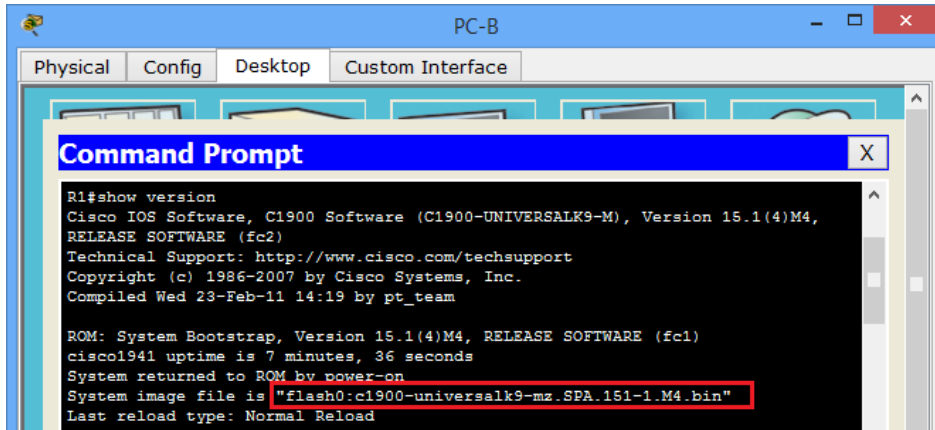 PC-B
Physical Config Desktop Custom Interface
Command Prompt
X
R1#show version
Cisco IOS Software, C1900 Software (C1900-UNIVERSALK9-M), Version 15.1(4)M4,
RELEASE SOFTWARE (fc2)
Technical Support: http://www.cisco.com/techsupport
Copyright (c) 1986-2007 by Cisco Systems, Inc.
Compiled Wed 23-Feb-11 14:19 by pt_team
ROM: System Bootstrap, Version 15.1(4)M4, RELEASE SOFTWARE (fc1)
cisco1941 uptime is 7 minutes, 36 seconds
System returned to ROM by power-on
System image file is "flash0:c1900-universalk9-mz.SPA.151-1.M4.bin"
Last reload type: Normal Reload